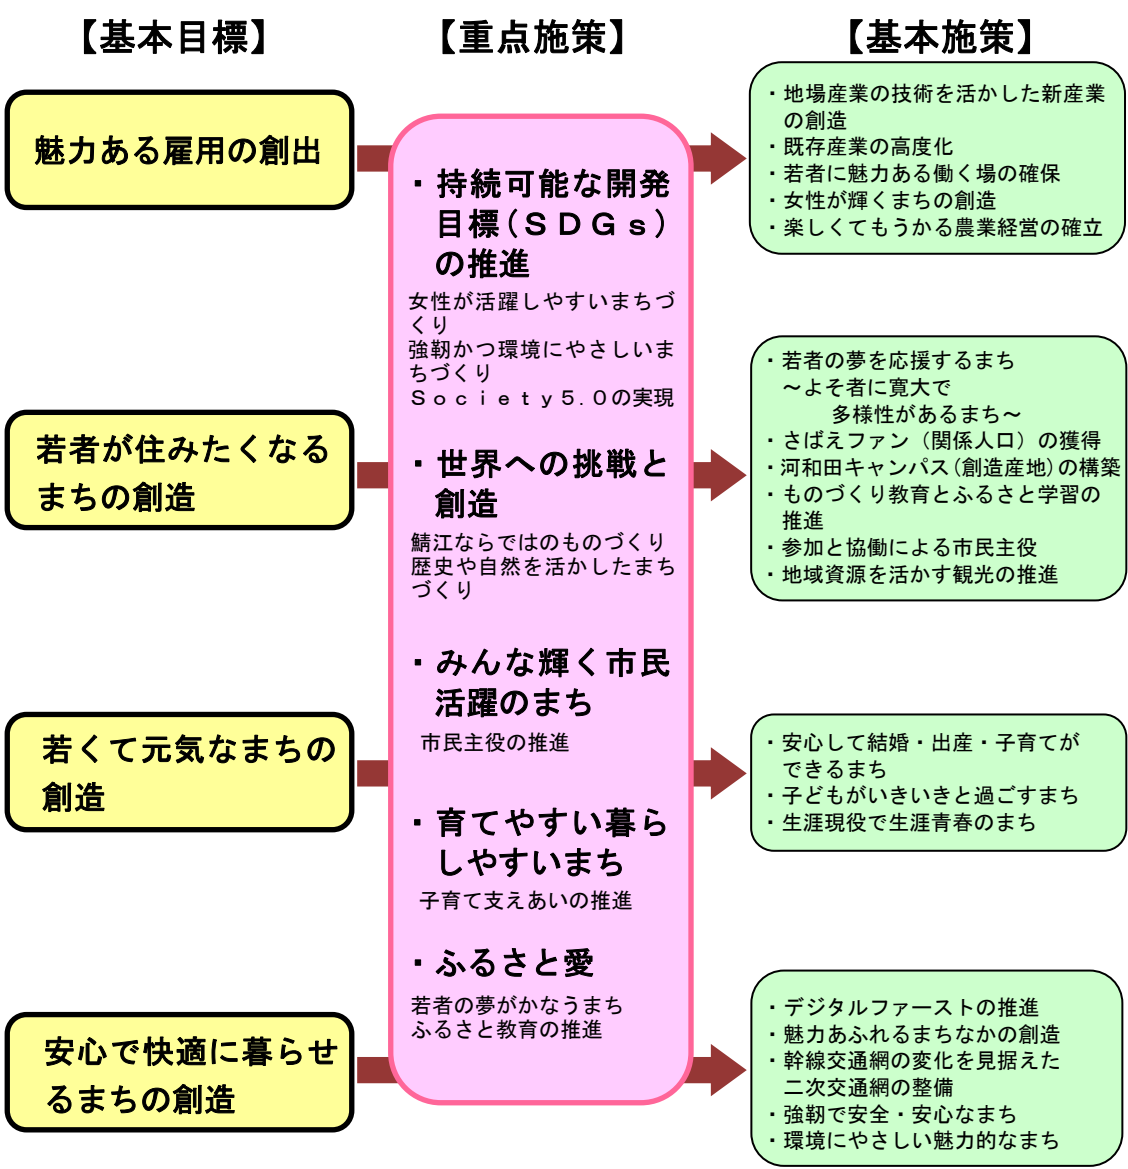 【基本目標】
【重点施策】
【基本施策】
魅力ある雇用の創出
若者が住みたくなる
まちの創造
若くて元気なまちの
創造
安心で快適に暮らせ
るまちの創造
・持続可能な開発
目標(ＳＤＧｓ)
の推進
女性が活躍しやすいまちづ
くり
強靭かつ環境にやさしいま
ちづくり
Ｓｏｃｉｅｔｙ５.０の実現
・世界への挑戦と
創造
鯖江ならではのものづくり
歴史や自然を活かしたまち
づくり
・みんな輝く市民
活躍のまち
市民主役の推進
・育てやすい暮ら
しやすいまち
子育て支えあいの推進
・ふるさと愛
若者の夢がかなうまち
ふるさと教育の推進
・地場産業の技術を活かした新産業
の創造
・既存産業の高度化
・若者に魅力ある働く場の確保
・女性が輝くまちの創造
・楽しくてもうかる農業経営の確立
・若者の夢を応援するまち
～よそ者に寛大で
多様性があるまち～
・さばえファン（関係人口）の獲得
・河和田キャンパス(創造産地)の構築
・ものづくり教育とふるさと学習の
推進
・参加と協働による市民主役
・地域資源を活かす観光の推進
・安心して結婚・出産・子育てが
できるまち
・子どもがいきいきと過ごすまち
・生涯現役で生涯青春のまち
・デジタルファーストの推進
・魅力あふれるまちなかの創造
・幹線交通網の変化を見据えた
二次交通網の整備
・強靭で安全・安心なまち
・環境にやさしい魅力的なまち